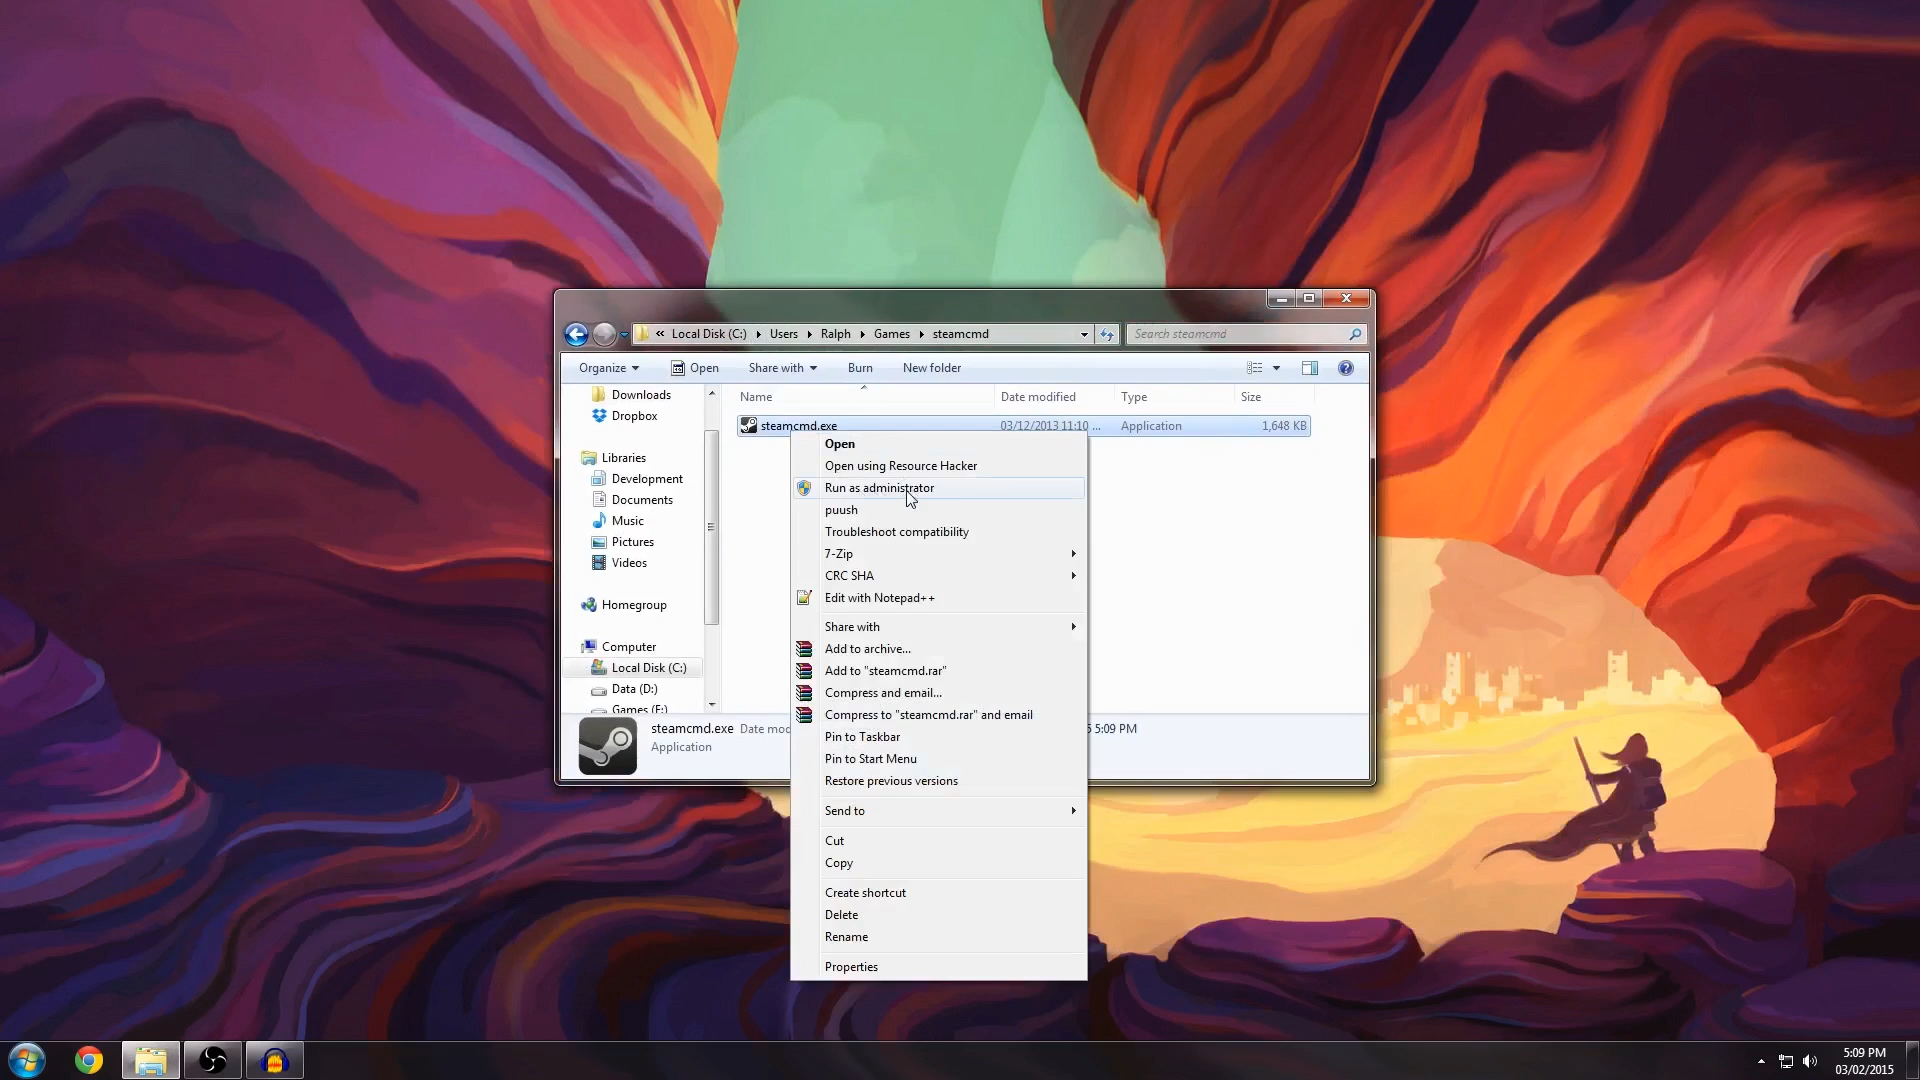 « Local Disk (C:) ▸ Users ▸ Ralph ▸ Games ▸ steamcmd
Search steamcmd
Organize Open Share with Burn New folder
Name Date modified Type Size
steamcmd.exe 03/12/2013 11:10 ... Application 1,648 KB
Downloads
Dropbox
Libraries
Development
Documents
Music
Pictures
Videos
Homegroup
Computer
Local Disk (C:)
Data (D:)
Games (F:)
Open
Open using Resource Hacker
Run as administrator
puush
Troubleshoot compatibility
7-Zip
CRC SHA
Edit with Notepad++
Share with
Add to archive...
Add to "steamcmd.rar"
Compress and email...
Compress to "steamcmd.rar" and email
Pin to Taskbar
Pin to Start Menu
Restore previous versions
Send to
Cut
Copy
Create shortcut
Delete
Rename
Properties
steamcmd.exe Date mod 5:09 PM
Application
5:09 PM
03/02/2015